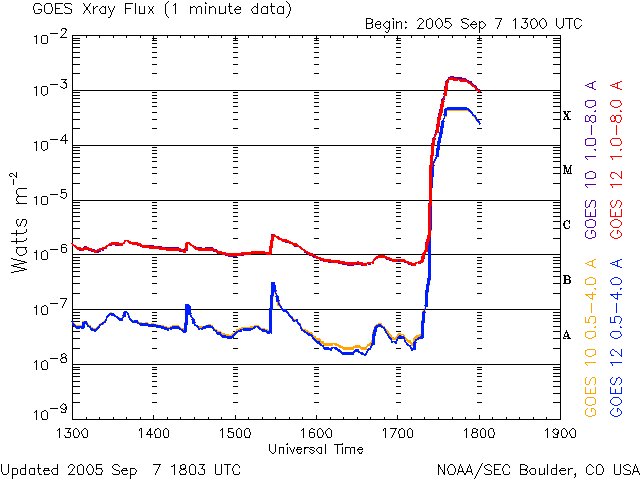 GOES Xray Flux (1 minute data)
Begin: 2005 Sep 7 1300 UTC
10⁻²
10⁻³
10⁻⁴
10⁻⁵
10⁻⁶
10⁻⁷
10⁻⁸
10⁻⁹
Watts m⁻²
X
M
C
B
A
GOES 10 1.0–8.0 A
GOES 12 1.0–8.0 A
GOES 10 0.5–4.0 A
GOES 12 0.5–4.0 A
1300 1400 1500 1600 1700 1800 1900
Universal Time
Updated 2005 Sep 7 1803 UTC
NOAA/SEC Boulder, CO USA